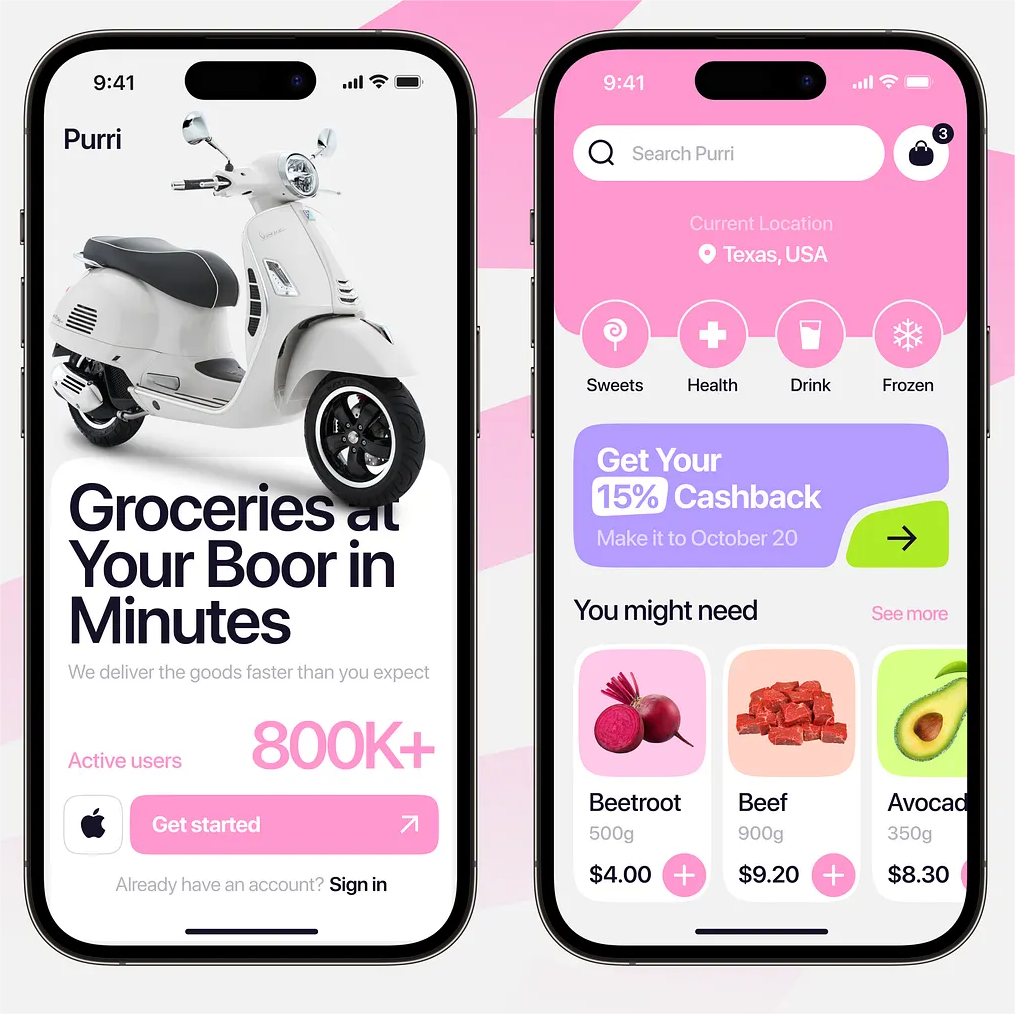 9:41
Purri
Groceries at
Your Boor in
Minutes
We deliver the goods faster than you expect
Active users
800K+
Get started
Already have an account? Sign in
9:41
Search Purri
3
Current Location
Texas, USA
Sweets
Health
Drink
Frozen
Get Your
15% Cashback
Make it to October 20
You might need
See more
Beetroot
500g
$4.00
Beef
900g
$9.20
Avocad
350g
$8.30